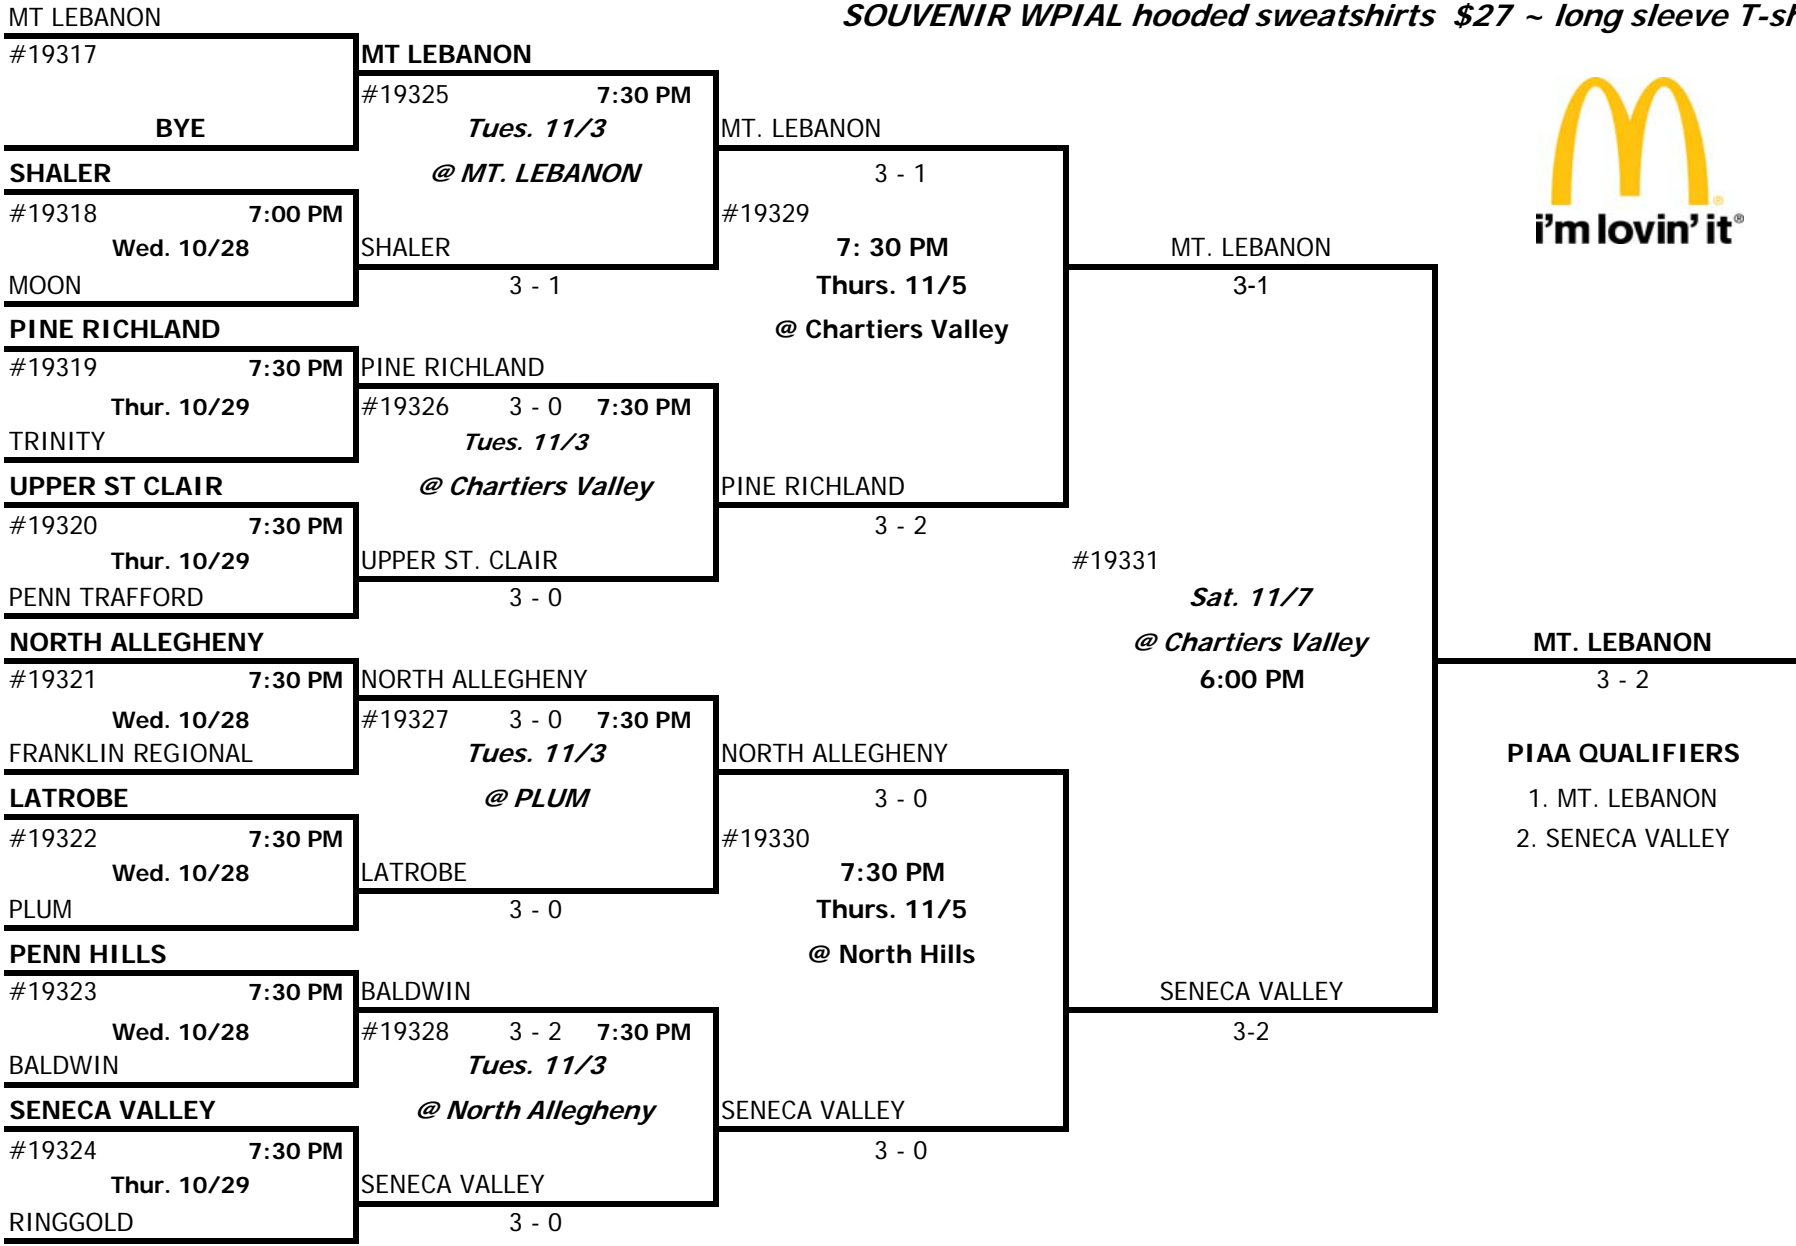 SOUVENIR WPIAL hooded sweatshirts $27 ~ long sleeve T-sh
MT LEBANON
#19317
BYE
SHALER
#19318 7:00 PM
Wed. 10/28
MOON
PINE RICHLAND
#19319 7:30 PM
Thur. 10/29
TRINITY
UPPER ST CLAIR
#19320 7:30 PM
Thur. 10/29
PENN TRAFFORD
NORTH ALLEGHENY
#19321 7:30 PM
Wed. 10/28
FRANKLIN REGIONAL
LATROBE
#19322 7:30 PM
Wed. 10/28
PLUM
PENN HILLS
#19323 7:30 PM
Wed. 10/28
BALDWIN
SENECA VALLEY
#19324 7:30 PM
Thur. 10/29
RINGGOLD
MT LEBANON
#19325 7:30 PM
Tues. 11/3
@ MT. LEBANON
SHALER
3 - 1
PINE RICHLAND
#19326 3 - 0 7:30 PM
Tues. 11/3
@ Chartiers Valley
UPPER ST. CLAIR
3 - 0
NORTH ALLEGHENY
#19327 3 - 0 7:30 PM
Tues. 11/3
@ PLUM
LATROBE
3 - 0
BALDWIN
#19328 3 - 2 7:30 PM
Tues. 11/3
@ North Allegheny
SENECA VALLEY
3 - 0
MT. LEBANON
3 - 1
#19329
7: 30 PM
Thurs. 11/5
@ Chartiers Valley
PINE RICHLAND
3 - 2
NORTH ALLEGHENY
3 - 0
#19330
7:30 PM
Thurs. 11/5
@ North Hills
SENECA VALLEY
3 - 0
MT. LEBANON
3-1
#19331
Sat. 11/7
@ Chartiers Valley
6:00 PM
SENECA VALLEY
3-2
i'm lovin' it®
MT. LEBANON
3 - 2
PIAA QUALIFIERS
1. MT. LEBANON
2. SENECA VALLEY